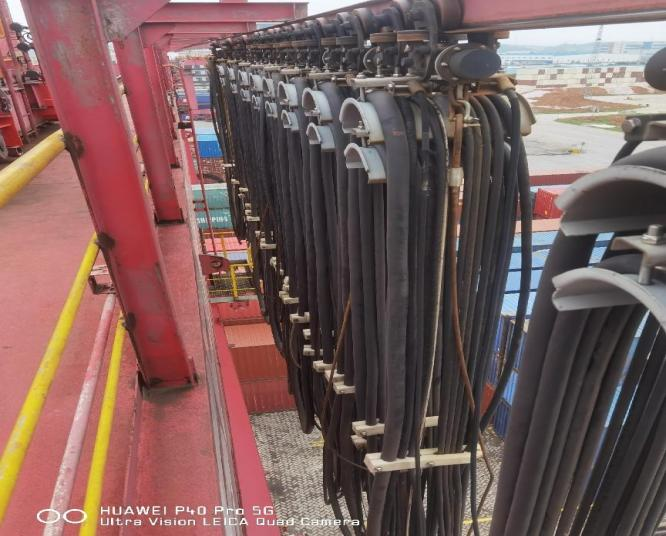 HUAWEI P40 Pro 5G
Ultra Vision LEICA Quad Camera